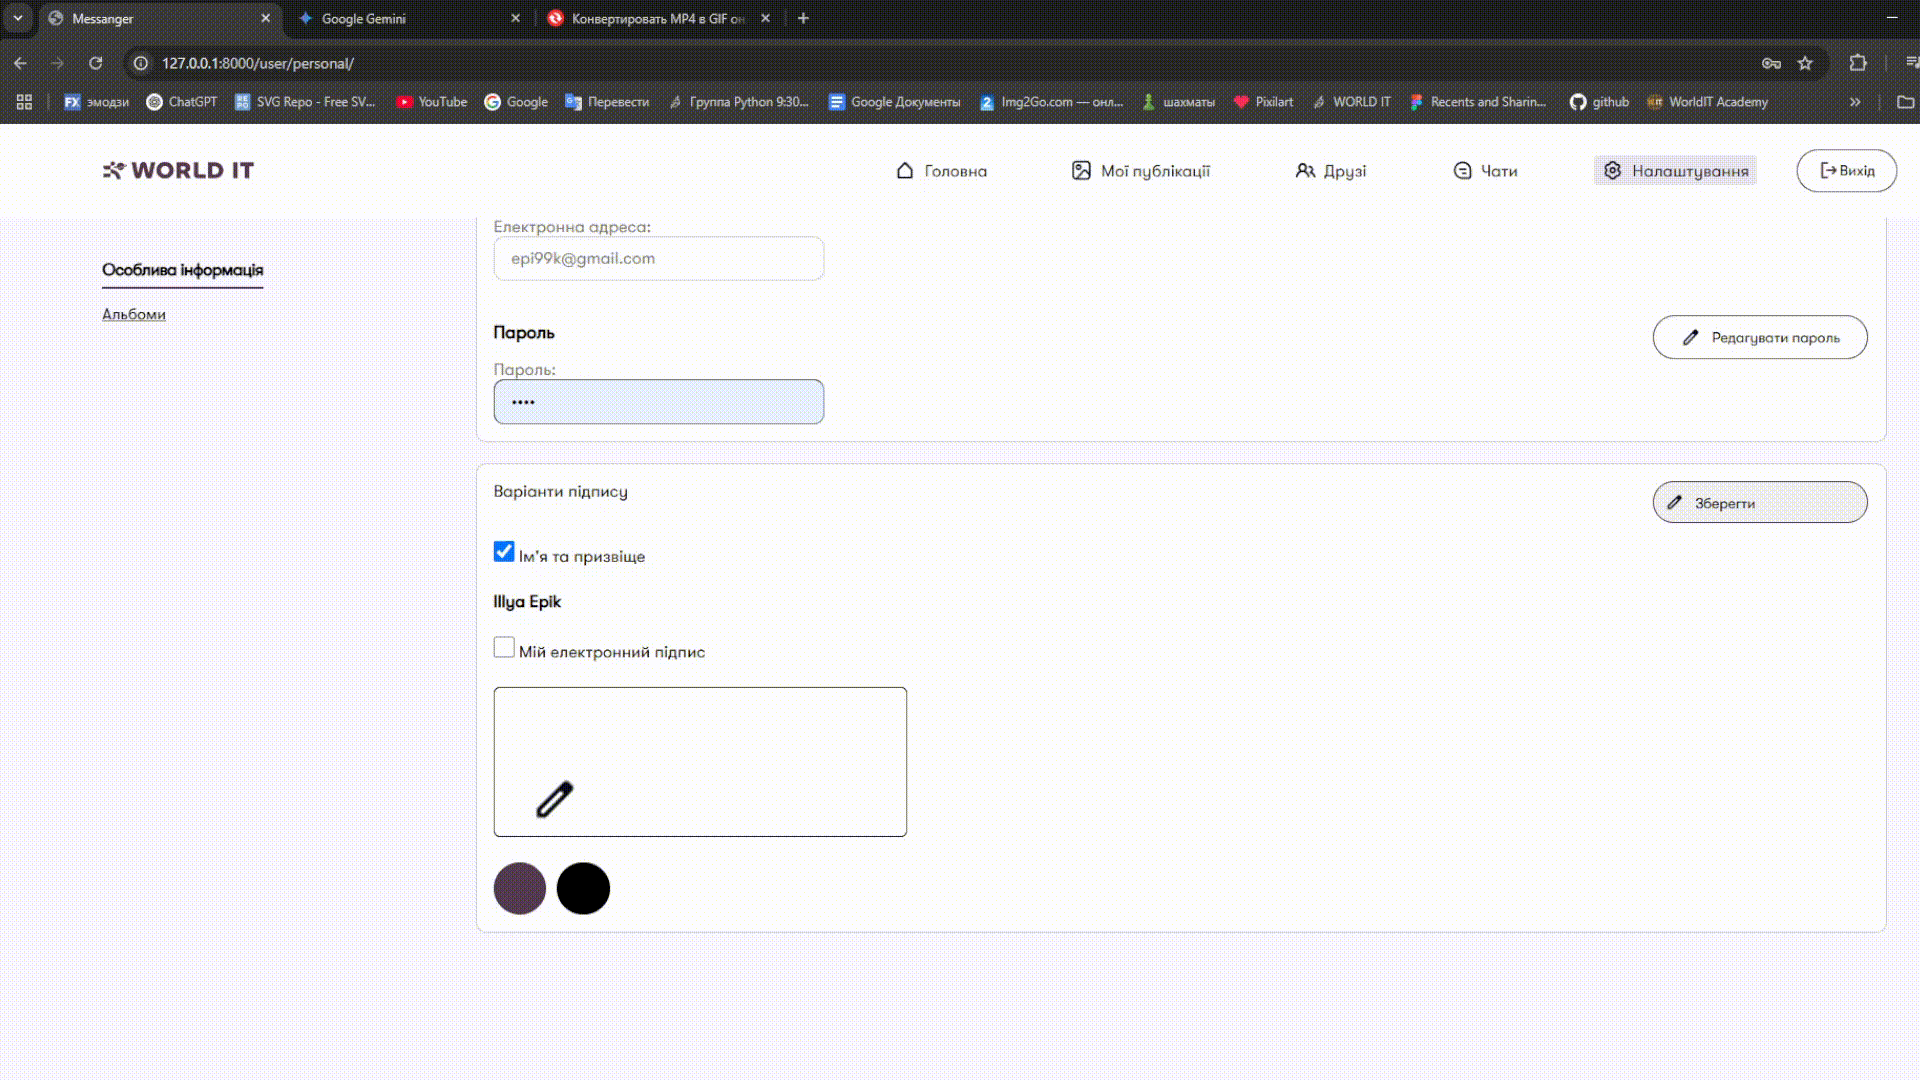 Messanger
Google Gemini
Конвертировать MP4 в GIF он
127.0.0.1:8000/user/personal/
эмодзи
ChatGPT
SVG Repo - Free SV...
YouTube
Google
Перевести
Группа Python 9:30...
Google Документы
Img2Go.com — онл...
шахматы
Pixilart
WORLD IT
Recents and Sharin...
github
WorldIT Academy
WORLD IT
Головна
Мої публікації
Друзі
Чати
Налаштування
Вихід
Особлива інформація
Альбоми
Електронна адреса:
epi99k@gmail.com
Пароль
Редагувати пароль
Пароль:
••••
Варіанти підпису
Зберегти
Ім'я та призвіще
Illya Epik
Мій електронний підпис